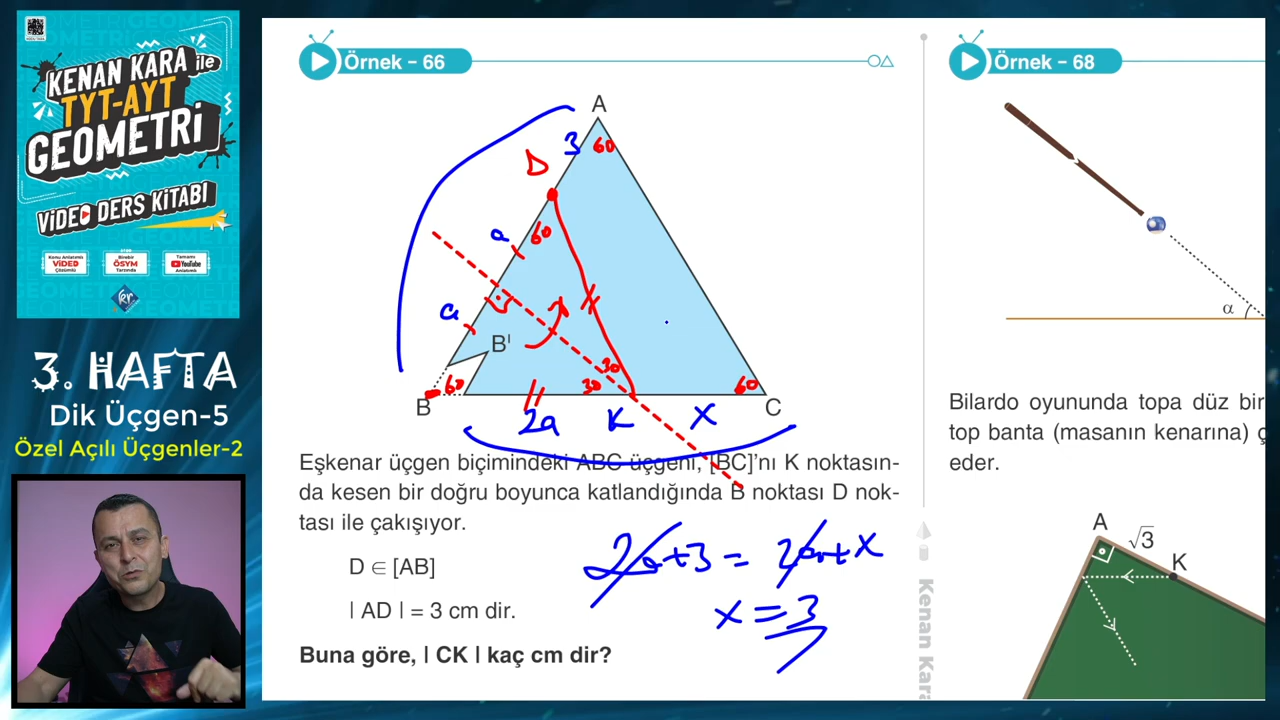 KENAN KARA ile
TYT-AYT
GEOMETRİ
VİDEO DERS KİTABI
VİDEO
ÖSYM
YouTube
3. HAFTA
Dik Üçgen-5
Özel Açılı Üçgenler-2
Örnek – 66
A
3
60
D
60
a
a
B'
30
30
60
60
B
2a
K
x
C
Eşkenar üçgen biçimindeki ABC üçgeni, [BC]'nı K noktasın-
da kesen bir doğru boyunca katlandığında B noktası D nok-
tası ile çakışıyor.
D ∈ [AB]
| AD | = 3 cm dir.
Buna göre, | CK | kaç cm dir?
2a+3 = 2a+x
x = 3
Örnek – 68
α
Bilardo oyununda topa düz bir
top banta (masanın kenarına) ç
eder.
A
√3
K
Kenan Kara